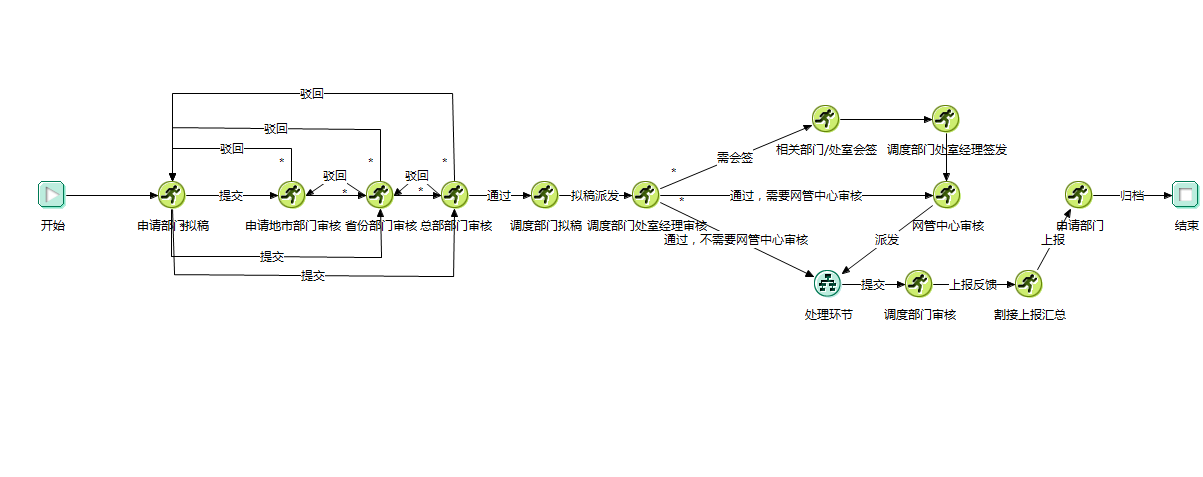 驳回
驳回
驳回
*
*
*
驳回
驳回
*
*
提交
通过
拟稿派发
*
*
需会签
相关部门/处室会签
调度部门处室经理签发
通过，需要网管中心审核
归档
开始
申请部门拟稿
*
申请地市部门审核
省份部门审核
总部部门审核
调度部门拟稿
调度部门处室经理审核
网管中心审核
申请部门
结束
通过，不需要网管中心审核
派发
上报
提交
提交
提交
上报反馈
处理环节
调度部门审核
割接上报汇总